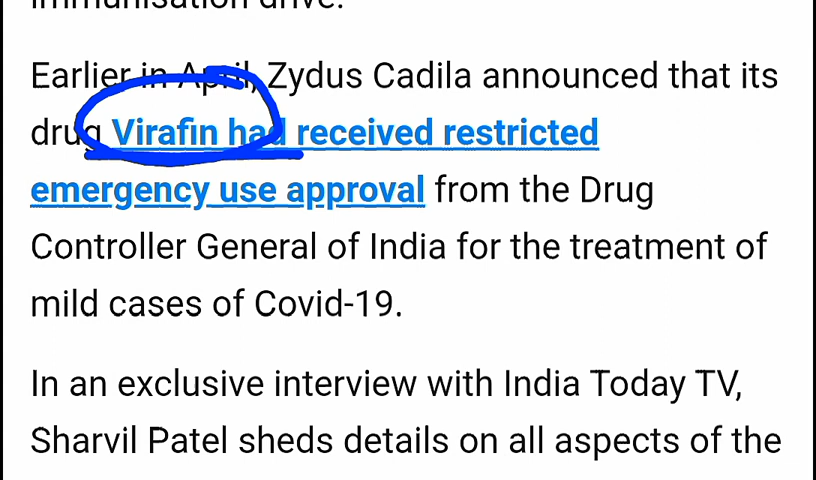 immunisation drive.
Earlier in April, Zydus Cadila announced that its
drug Virafin had received restricted
emergency use approval from the Drug
Controller General of India for the treatment of
mild cases of Covid-19.
In an exclusive interview with India Today TV,
Sharvil Patel sheds details on all aspects of the